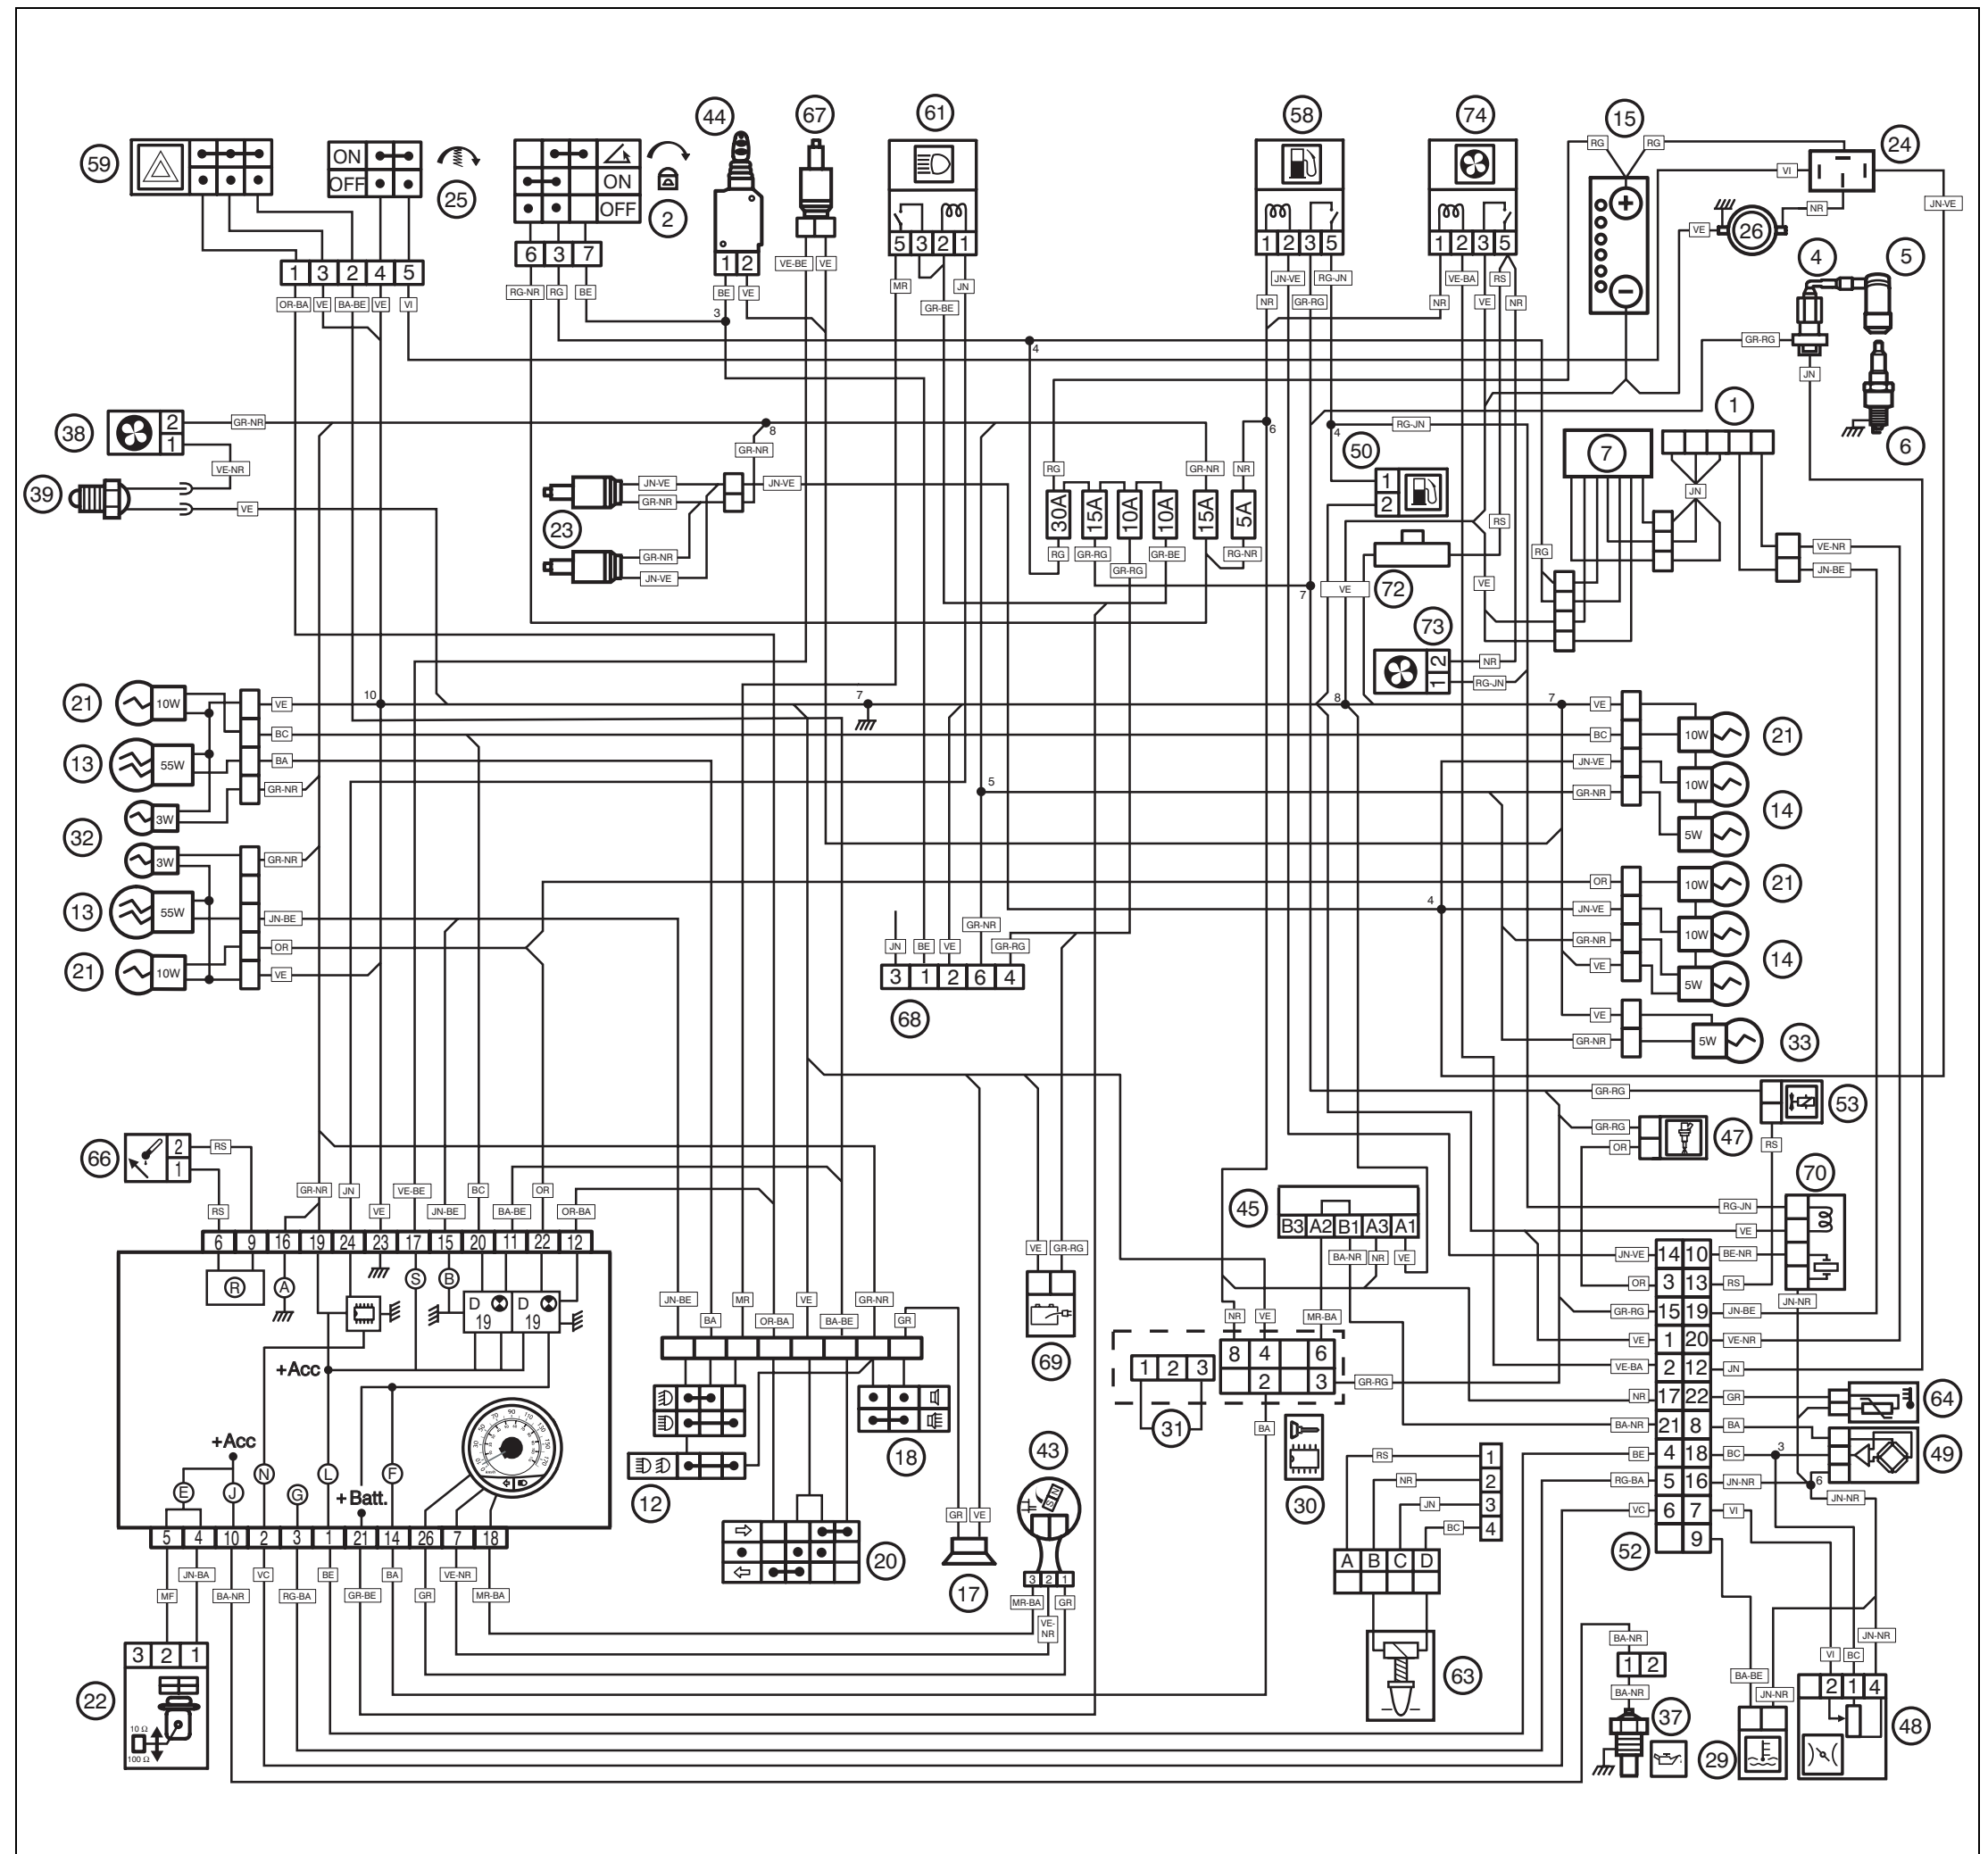 44 67 61 58 74 15 24
59 ON OFF 25 ON OFF 2
RG RG VI NR JN-VE
26 VE 4 5
1 3 2 4 5
6 3 7
1 2
5 3 2 1
1 2 3 5
1 2 3 5
OR-BA VE BA-BE VE VI
RG-NR RG BE
BE VE
VE-BE VE
MR GR-BE JN
NR JN-VE GR-RG RG-JN
NR VE-BA VE RS NR
3 4
GR-RG JN
38 2 1 GR-NR
8 GR-NR
6 4 RG-JN
1 7 6
50 1 2
VE-NR
39 VE
23 JN-VE GR-NR JN-VE
GR-NR JN-VE
RG GR-NR NR
30A 15A 10A 10A 15A 5A
RG GR-RG GR-RG GR-BE RG-NR
JN
RS RG
VE-NR
JN-BE
7 VE 72 VE
73 2 1 NR RG-JN
21 10W VE 10 7 8 7 VE
BC BC 10W 21
13 55W BA JN-VE
10W
GR-NR 5 GR-NR 14
32 3W 5W
3W GR-NR
OR 10W 21
13 55W JN-BE 4 JN-VE
10W
OR GR-NR 14
21 10W VE VE 5W
JN BE VE GR-NR GR-RG
3 1 2 6 4
68
VE
GR-NR 5W 33
GR-RG 53
GR-RG 47
OR RS
66 2 1 RS
RS
GR-NR JN VE VE-BE JN-BE BC BA-BE OR OR-BA
6 9 16 19 24 23 17 15 20 11 22 12
R A S B
D 19 D 19
+Acc
+Acc
E J N G L F
+ Batt.
5 4 10 2 3 1 21 14 26 7 18
MF JN-BA BA-NR VC RG-BA BE GR-BE BA GR VE-NR MR-BA
3 2 1
22
10 Ω
100 Ω
JN-BE BA MR OR-BA VE BA-BE GR-NR GR
12 18 20
GR VE
17
VE GR-RG
69
43
3 2 1
MR-BA VE-NR GR
45 B3 A2 B1 A3 A1
BA-NR NR VE
NR VE MR-BA
8 4 6
2 3
GR-RG
1 2 3
31
BA
30
RS 1
NR 2
JN 3
BC 4
A B C D
63
70
RG-JN
VE
JN-VE 14 10 BE-NR
OR 3 13 RS
JN-NR
GR-RG 15 19 JN-BE
VE 1 20 VE-NR
VE-BA 2 12 JN
NR 17 22 GR 64
BA-NR 21 8 BA
BE 4 18 BC 3 49
RG-BA 5 16 JN-NR 6
JN-NR
VC 6 7 VI
9
52
BA-NR
1 2
BA-NR
37
BA-BE JN-NR
29
VI BC JN-NR
2 1 4
48